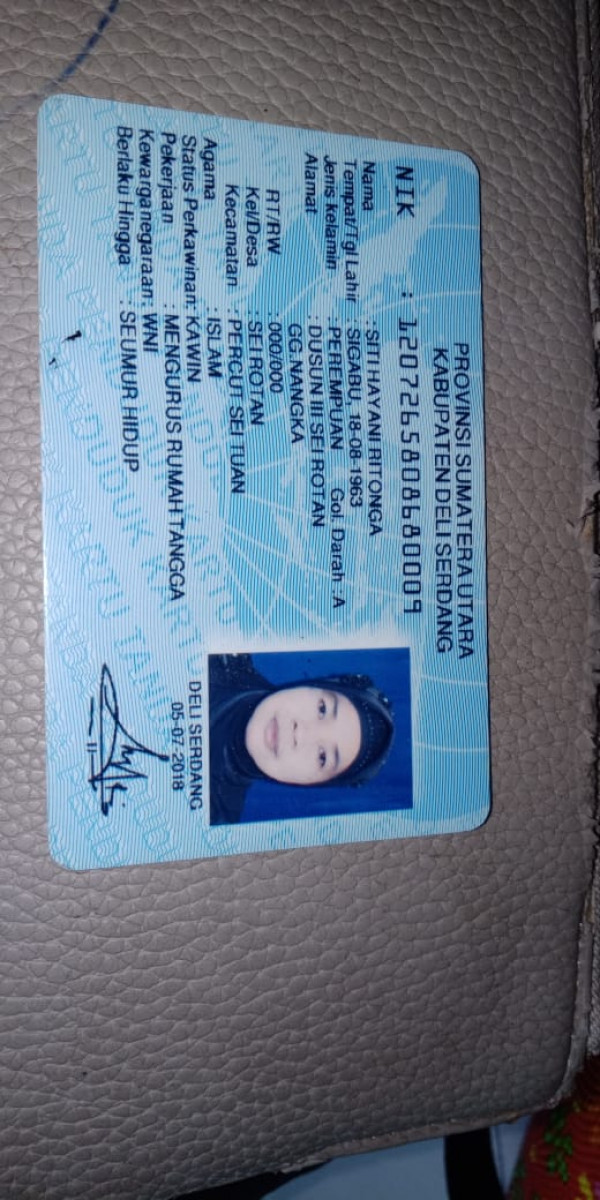 PROVINSI SUMATERA UTARA
KABUPATEN DELI SERDANG
NIK : 1207265808680009
Nama : SITI HAYANI RITONGA
Tempat/Tgl Lahir : SIGABU, 18-08-1963
Jenis kelamin : PEREMPUAN Gol. Darah : A
Alamat : DUSUN III SEI ROTAN
GG.NANGKA
RT/RW : 000/000
Kel/Desa : SEI ROTAN
Kecamatan : PERCUT SEI TUAN
Agama : ISLAM
Status Perkawinan: KAWIN
Pekerjaan : MENGURUS RUMAH TANGGA
Kewarganegaraan: WNI
Berlaku Hingga : SEUMUR HIDUP
DELI SERDANG
05-07-2018